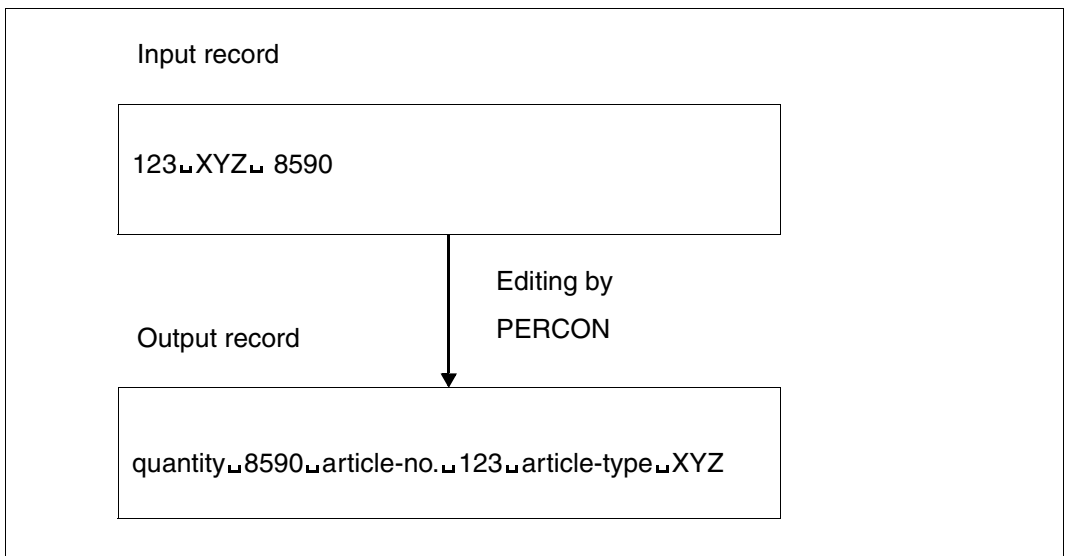 Input record
123␣XYZ␣ 8590
Editing by
PERCON
Output record
quantity␣8590␣article-no.␣123␣article-type␣XYZ